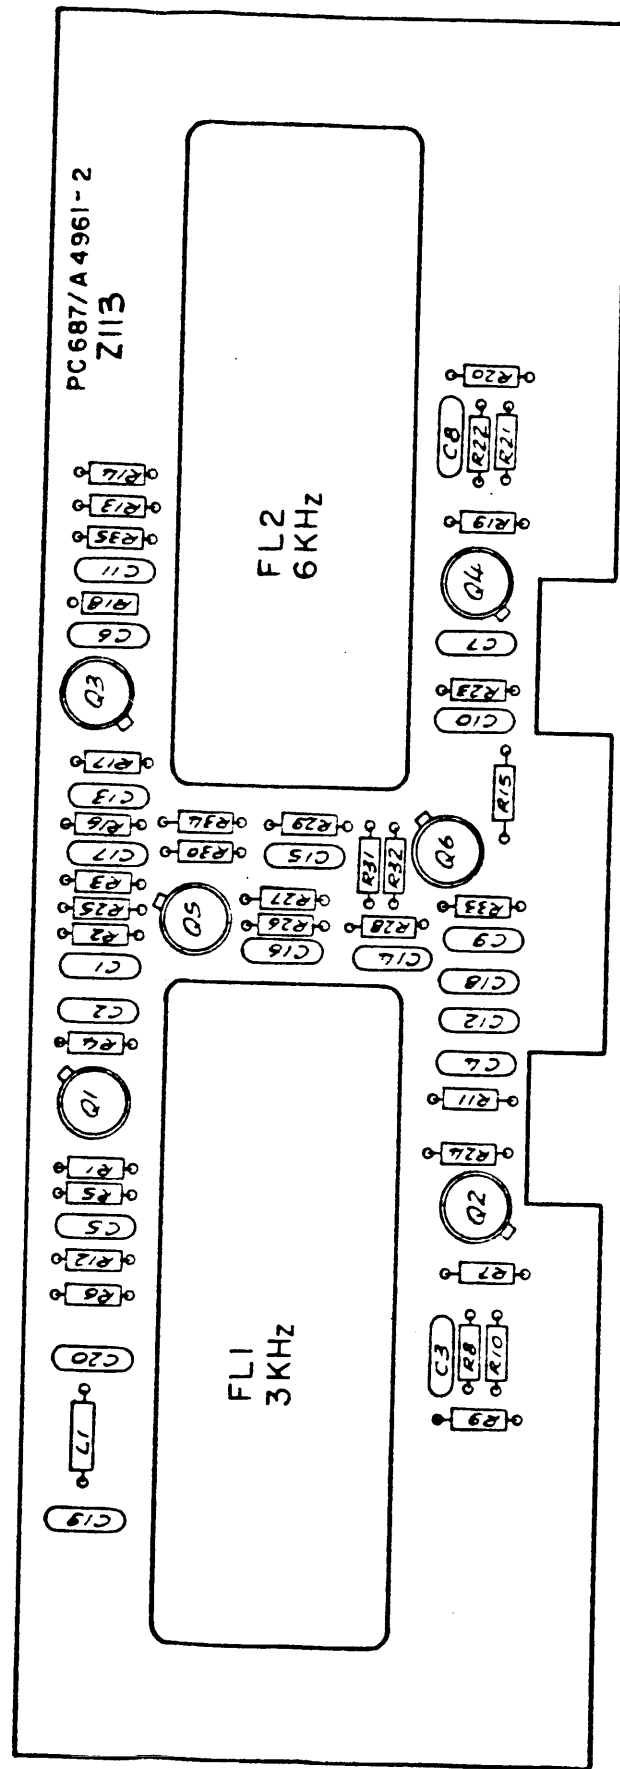 PC687/A4961-2
Z113
R14
R13
R35
C11
R18
C6
Q3
R17
C13
R16
C17
R3
R25
R2
C1
C2
R4
Q1
R1
R5
C5
R12
R6
C20
L1
C19
FL2
6KHz
R34
R30
Q5
R29
C15
R27
R26
C16
R31
R32
R28
C14
FL1
3KHz
R20
C8
R22
R21
R19
Q4
C7
R23
C10
R15
Q6
R33
C9
C18
C12
C4
R11
R24
Q2
R7
C3
R8
R10
R9